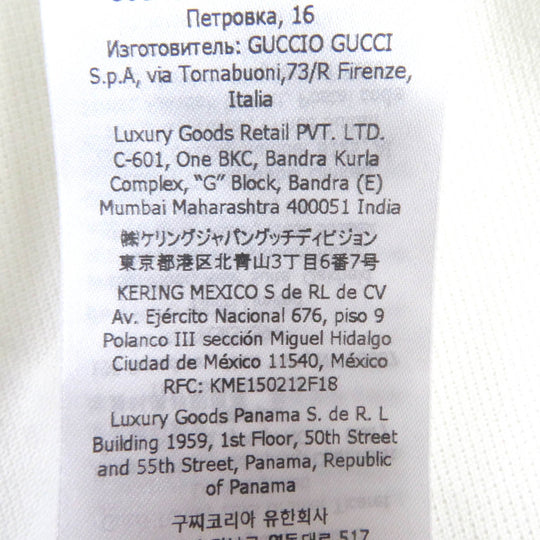 Петровка, 16
Изготовитель: GUCCIO GUCCI
S.p.A, via Tornabuoni,73/R Firenze,
Italia
Luxury Goods Retail PVT. LTD.
C-601, One BKC, Bandra Kurla
Complex, "G" Block, Bandra (E)
Mumbai Maharashtra 400051 India
㈱ケリングジャパングッチディビジョン
東京都港区北青山3丁目6番7号
KERING MEXICO S de RL de CV
Av. Ejército Nacional 676, piso 9
Polanco III sección Miguel Hidalgo
Ciudad de México 11540, México
RFC: KME150212F18
Luxury Goods Panama S. de R. L
Building 1959, 1st Floor, 50th Street
and 55th Street, Panama, Republic
of Panama
구찌코리아 유한회사
517